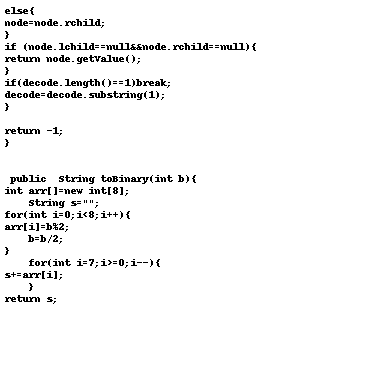 else{
node=node.rchild;
}
if (node.lchild==null&&node.rchild==null){
return node.getValue();
}
if(decode.length()==1)break;
decode=decode.substring(1);
}
return -1;
}
public  String toBinary(int b){
int arr[]=new int[8];
String s="";
for(int i=0;i<8;i++){
arr[i]=b%2;
b=b/2;
}
for(int i=7;i>=0;i--){
s+=arr[i];
}
return s;